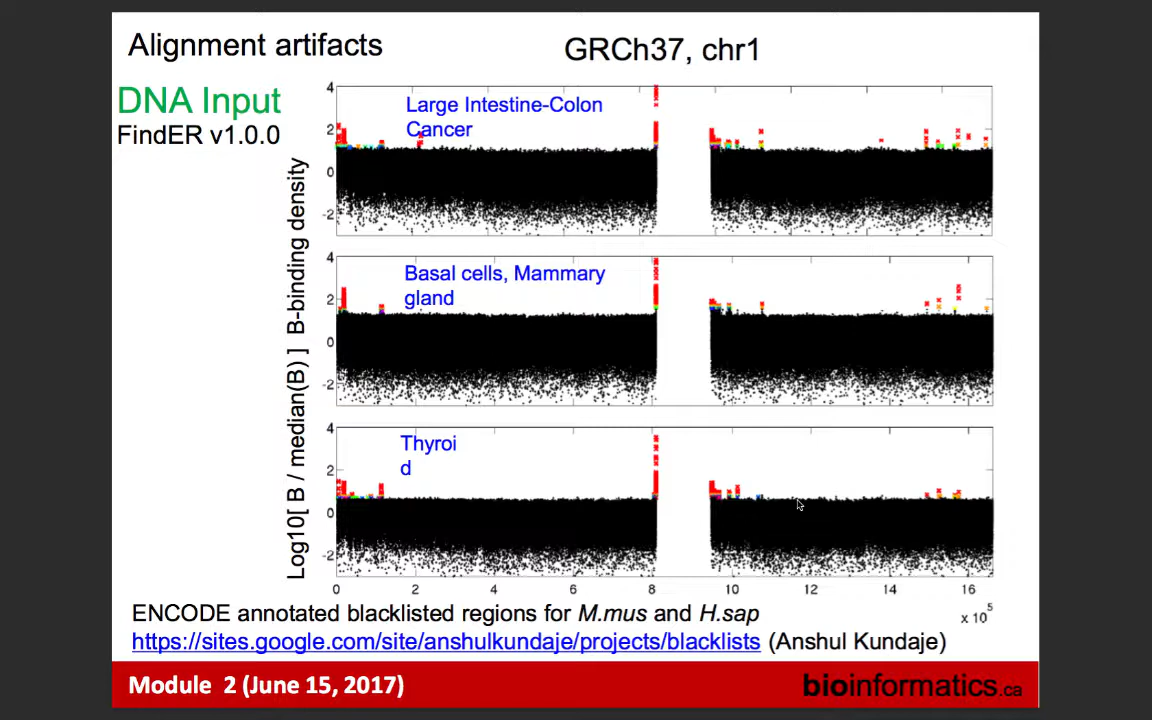 Alignment artifacts
GRCh37, chr1
DNA Input
FindER v1.0.0
Log10[ B / median(B) ] B-binding density
4
2
0
-2
Large Intestine-Colon
Cancer
4
2
0
-2
Basal cells, Mammary
gland
4
2
0
-2
Thyroi
d
0 2 4 6 8 10 12 14 16
x 10^5
ENCODE annotated blacklisted regions for M.mus and H.sap
https://sites.google.com/site/anshulkundaje/projects/blacklists (Anshul Kundaje)
Module 2 (June 15, 2017)
bioinformatics.ca